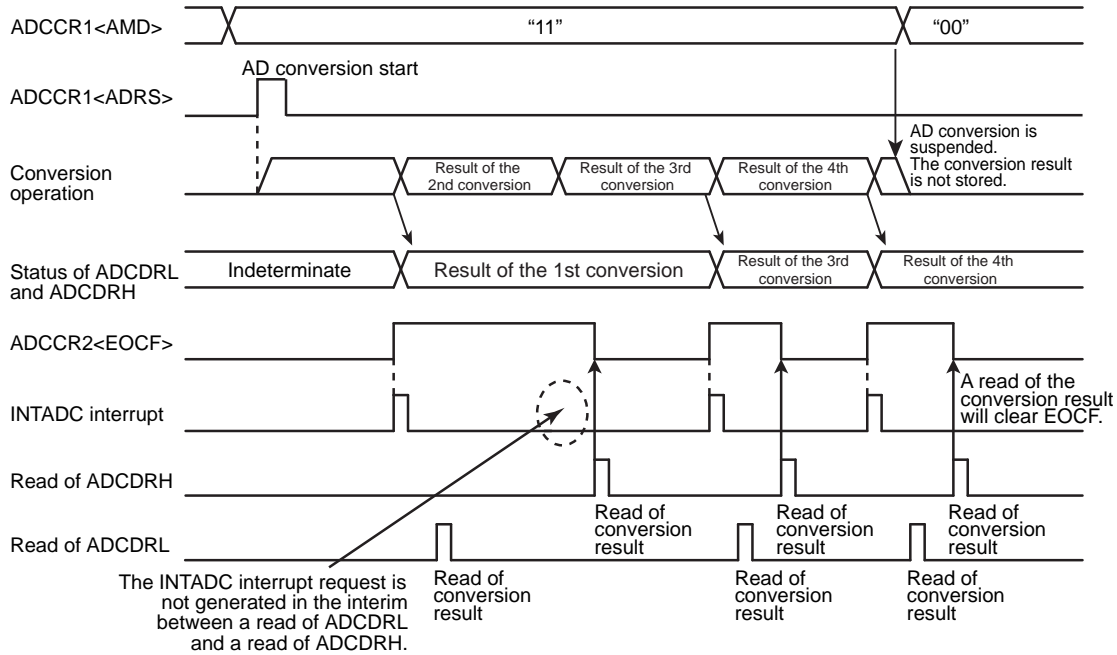 ADCCR1<AMD>
“11”
“00”
AD conversion start
ADCCR1<ADRS>
AD conversion is
suspended.
The conversion result
is not stored.
Conversion
operation
Result of the
2nd conversion
Result of the 3rd
conversion
Result of the 4th
conversion
Status of ADCDRL
and ADCDRH
Indeterminate
Result of the 1st conversion
Result of the 3rd
conversion
Result of the 4th
conversion
ADCCR2<EOCF>
INTADC interrupt
A read of the
conversion result
will clear EOCF.
Read of ADCDRH
Read of
conversion
result
Read of
conversion
result
Read of
conversion
result
Read of ADCDRL
Read of
conversion
result
Read of
conversion
result
Read of
conversion
result
The INTADC interrupt request is
not generated in the interim
between a read of ADCDRL
and a read of ADCDRH.